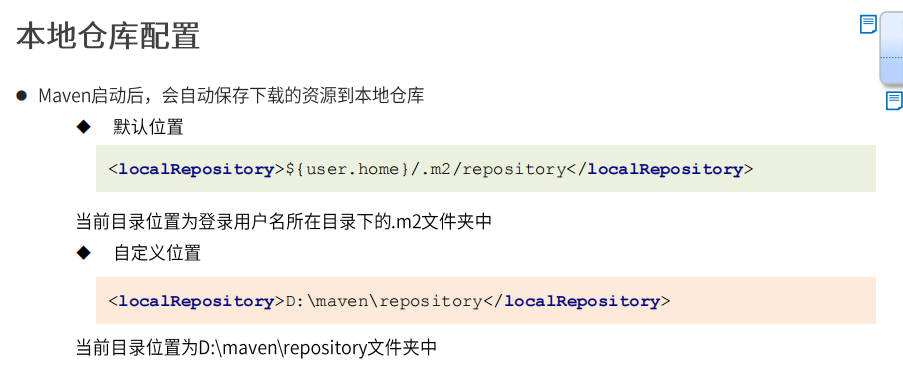 本地仓库配置
● Maven启动后，会自动保存下载的资源到本地仓库
◆ 默认位置
<localRepository>${user.home}/.m2/repository</localRepository>
当前目录位置为登录用户名所在目录下的.m2文件夹中
◆ 自定义位置
<localRepository>D:\maven\repository</localRepository>
当前目录位置为D:\maven\repository文件夹中